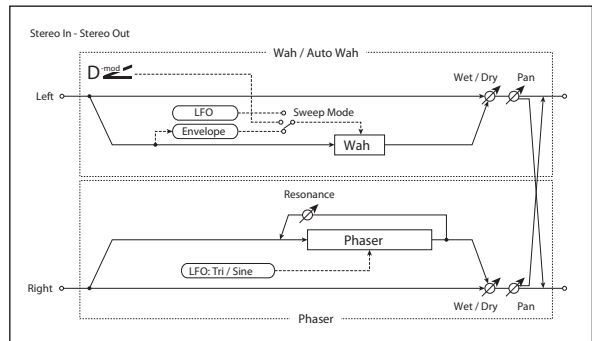 Stereo In - Stereo Out
Wah / Auto Wah
D-mod
Wet / Dry
Pan
Left
LFO
Sweep Mode
Envelope
Wah
Resonance
Phaser
LFO: Tri / Sine
Right
Wet / Dry
Pan
Phaser